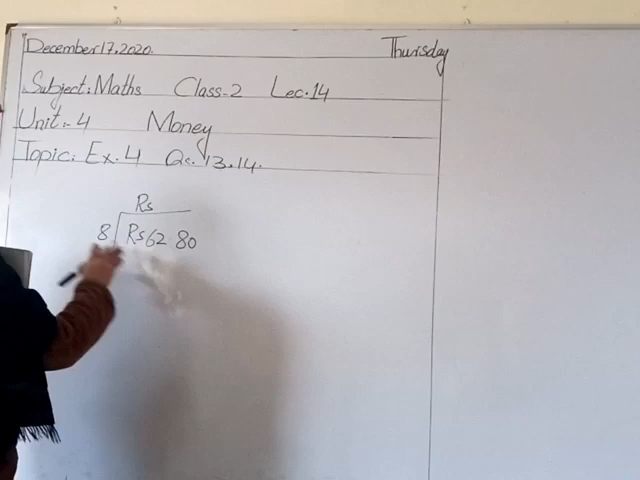 December 17, 2020. Thursday
Subject: Maths Class-2 Lec.14
Unit:- 4 Money
Topic: Ex.4 Qs. 13.14.
Rs
8 Rs 62 80